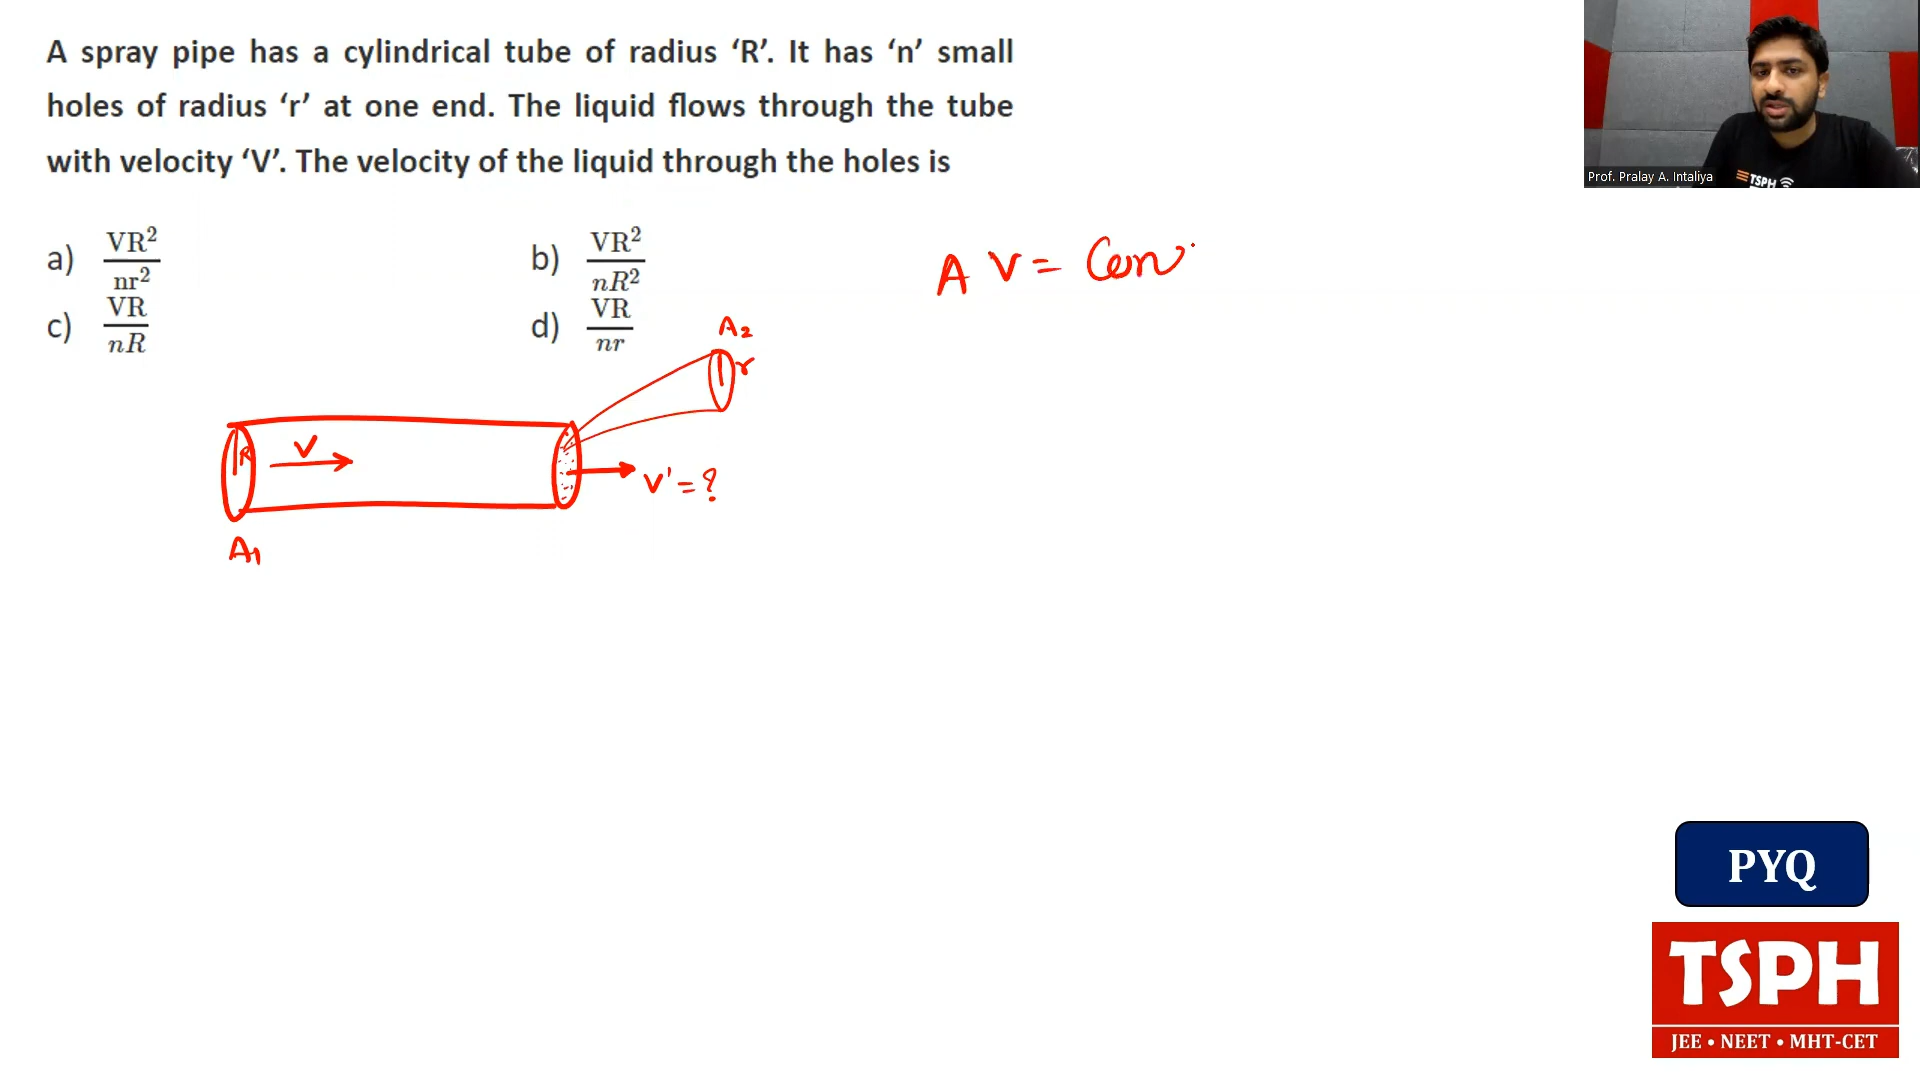 A spray pipe has a cylindrical tube of radius ‘R’. It has ‘n’ small
holes of radius ‘r’ at one end. The liquid flows through the tube
with velocity ‘V’. The velocity of the liquid through the holes is
a) VR²/nr²
b) VR²/nR²
c) VR/nR
d) VR/nr
A V = Con
A₂
r
R
V
V' = ?
A₁
Prof. Pralay A. Intaliya
TSPH
PYQ
TSPH
JEE • NEET • MHT-CET